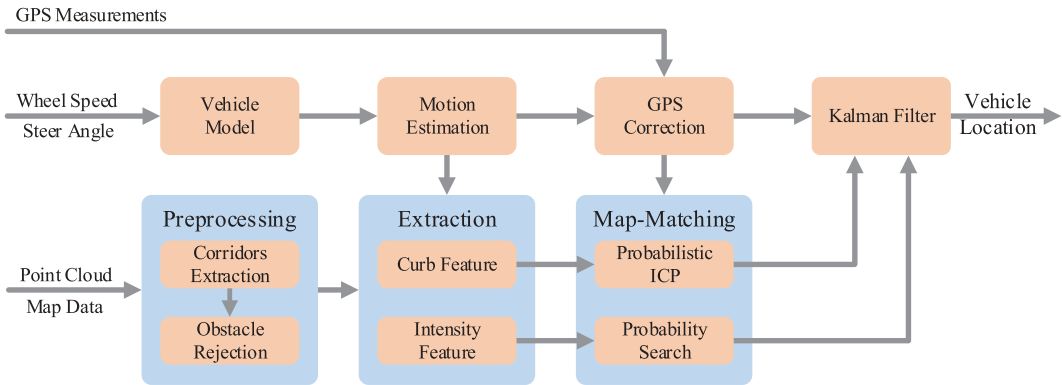 GPS Measurements
Wheel Speed
Steer Angle
Vehicle
Model
Motion
Estimation
GPS
Correction
Kalman Filter
Vehicle
Location
Preprocessing
Corridors
Extraction
Obstacle
Rejection
Point Cloud
Map Data
Extraction
Curb Feature
Intensity
Feature
Map-Matching
Probabilistic
ICP
Probability
Search